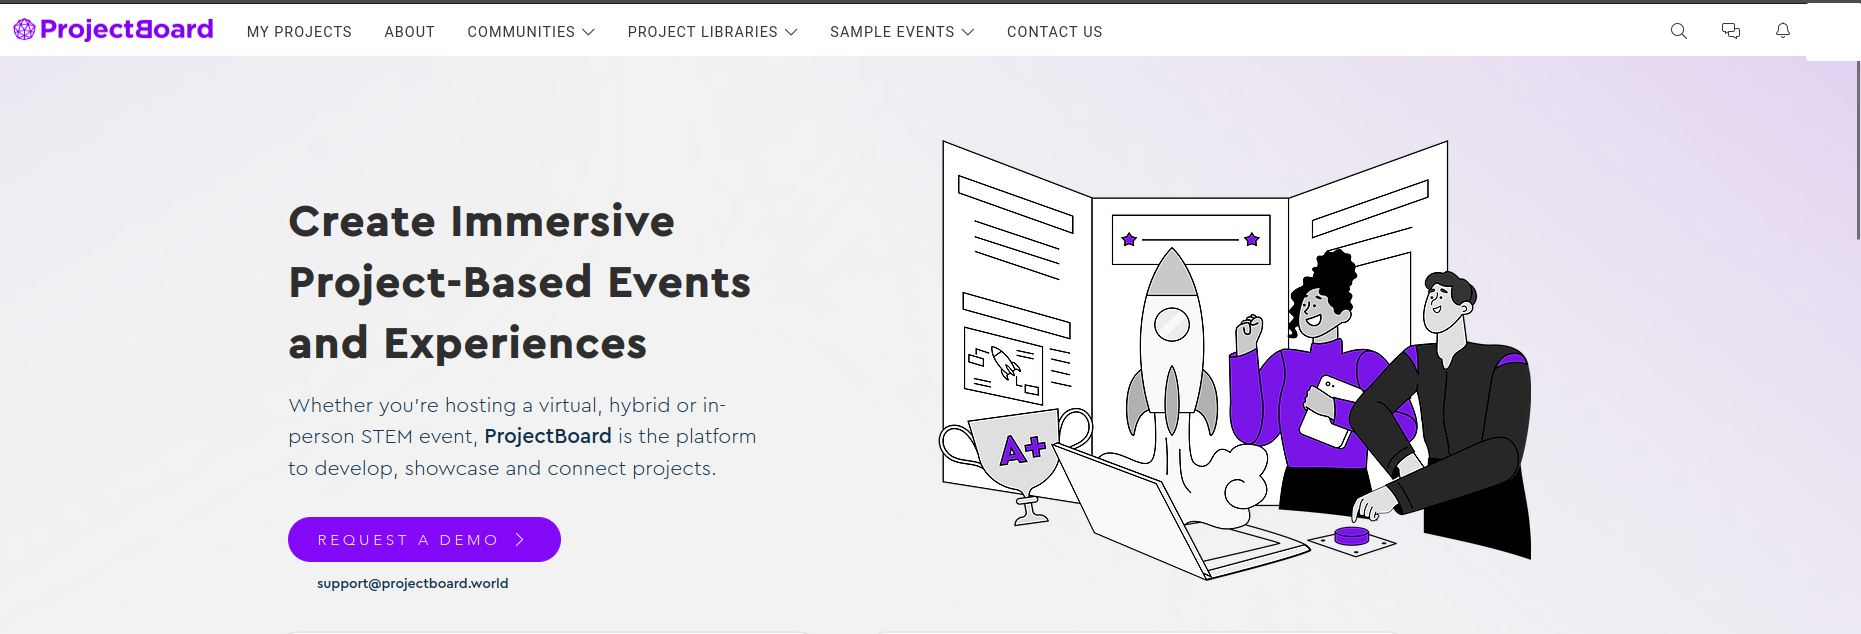 ProjectBoard
MY PROJECTS
ABOUT
COMMUNITIES
PROJECT LIBRARIES
SAMPLE EVENTS
CONTACT US
Create Immersive
Project-Based Events
and Experiences
Whether you're hosting a virtual, hybrid or in-
person STEM event, ProjectBoard is the platform
to develop, showcase and connect projects.
REQUEST A DEMO
support@projectboard.world
A+